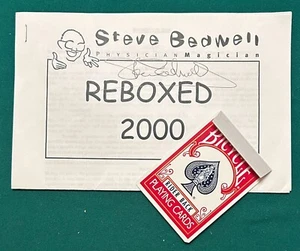 Steve Bedwell
PHYSICIAN Magician
REBOXED
2000
BICYCLE
RIDER BACK
PLAYING CARDS